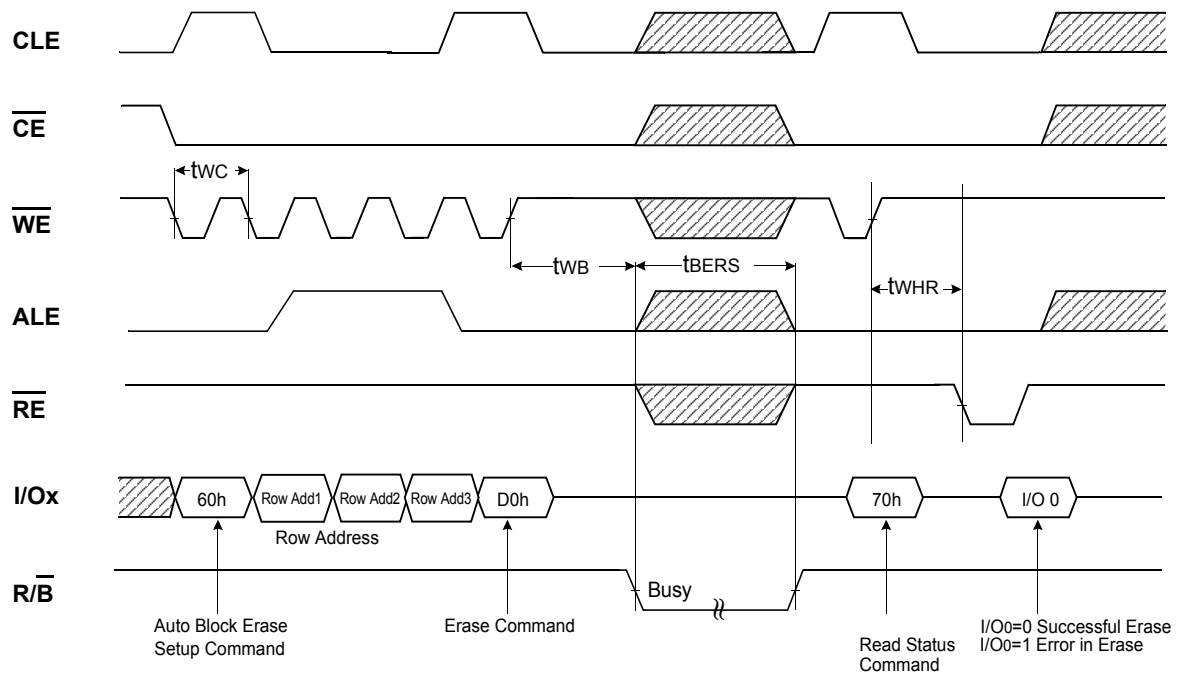 CLE
CE
tWC
WE
tWB
tBERS
tWHR
ALE
RE
I/Ox
60h
Row Add1
Row Add2
Row Add3
D0h
70h
I/O 0
Row Address
R/B
Busy
Auto Block Erase
Setup Command
Erase Command
Read Status
Command
I/O0=0 Successful Erase
I/O0=1 Error in Erase